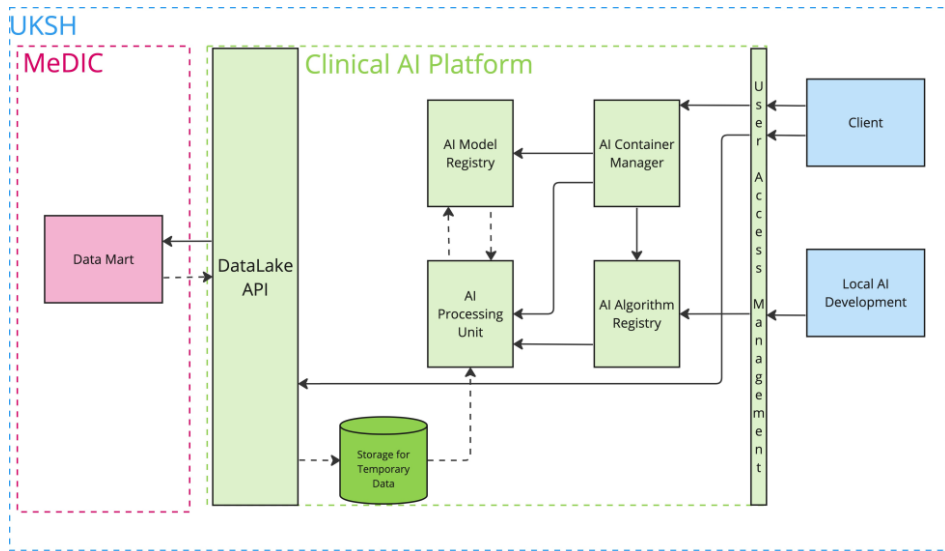 UKSH
MeDIC
Clinical AI Platform
AI Model
Registry
AI Container
Manager
User Access Management
Client
Data Mart
DataLake
API
AI
Processing
Unit
AI Algorithm
Registry
Local AI
Development
Storage for
Temporary
Data